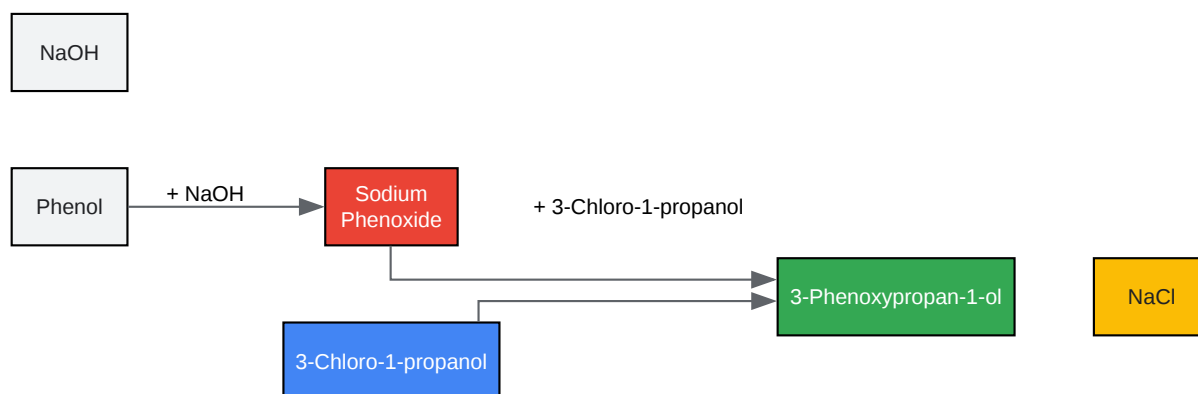 NaOH
Phenol
+ NaOH
Sodium
Phenoxide
+ 3-Chloro-1-propanol
3-Phenoxypropan-1-ol
NaCl
3-Chloro-1-propanol